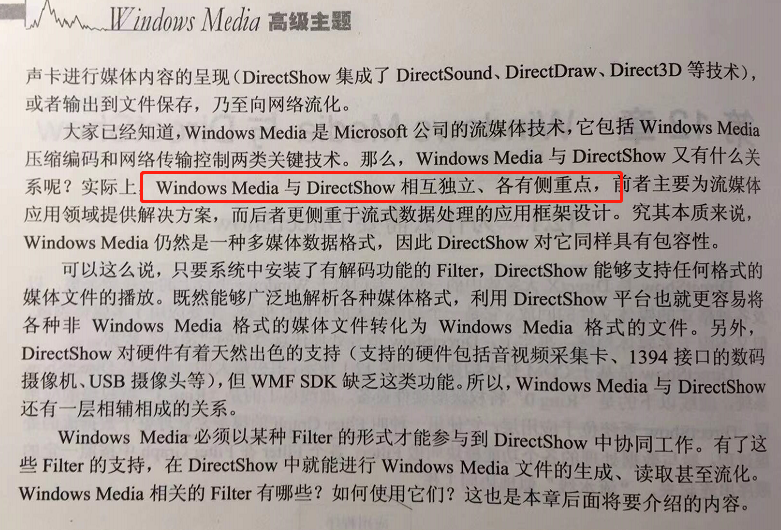 Windows Media 高级主题
声卡进行媒体内容的呈现(DirectShow 集成了 DirectSound、DirectDraw、Direct3D 等技术),
或者输出到文件保存,乃至向网络流化。
大家已经知道,Windows Media 是 Microsoft 公司的流媒体技术,它包括 Windows Media
压缩编码和网络传输控制两类关键技术。那么,Windows Media 与 DirectShow 又有什么关
系呢?实际上,Windows Media 与 DirectShow 相互独立、各有侧重点,前者主要为流媒体
应用领域提供解决方案,而后者更侧重于流式数据处理的应用框架设计。究其本质来说,
Windows Media 仍然是一种多媒体数据格式,因此 DirectShow 对它同样具有包容性。
可以这么说,只要系统中安装了有解码功能的 Filter,DirectShow 能够支持任何格式的
媒体文件的播放。既然能够广泛地解析各种媒体格式,利用 DirectShow 平台也就更容易将
各种非 Windows Media 格式的媒体文件转化为 Windows Media 格式的文件。另外,
DirectShow 对硬件有着天然出色的支持(支持的硬件包括音视频采集卡、1394 接口的数码
摄像机、USB 摄像头等),但 WMF SDK 缺乏这类功能。所以,Windows Media 与 DirectShow
还有一层相辅相成的关系。
Windows Media 必须以某种 Filter 的形式才能参与到 DirectShow 中协同工作。有了这
些 Filter 的支持,在 DirectShow 中就能进行 Windows Media 文件的生成、读取甚至流化。
Windows Media 相关的 Filter 有哪些?如何使用它们?这也是本章后面将要介绍的内容。